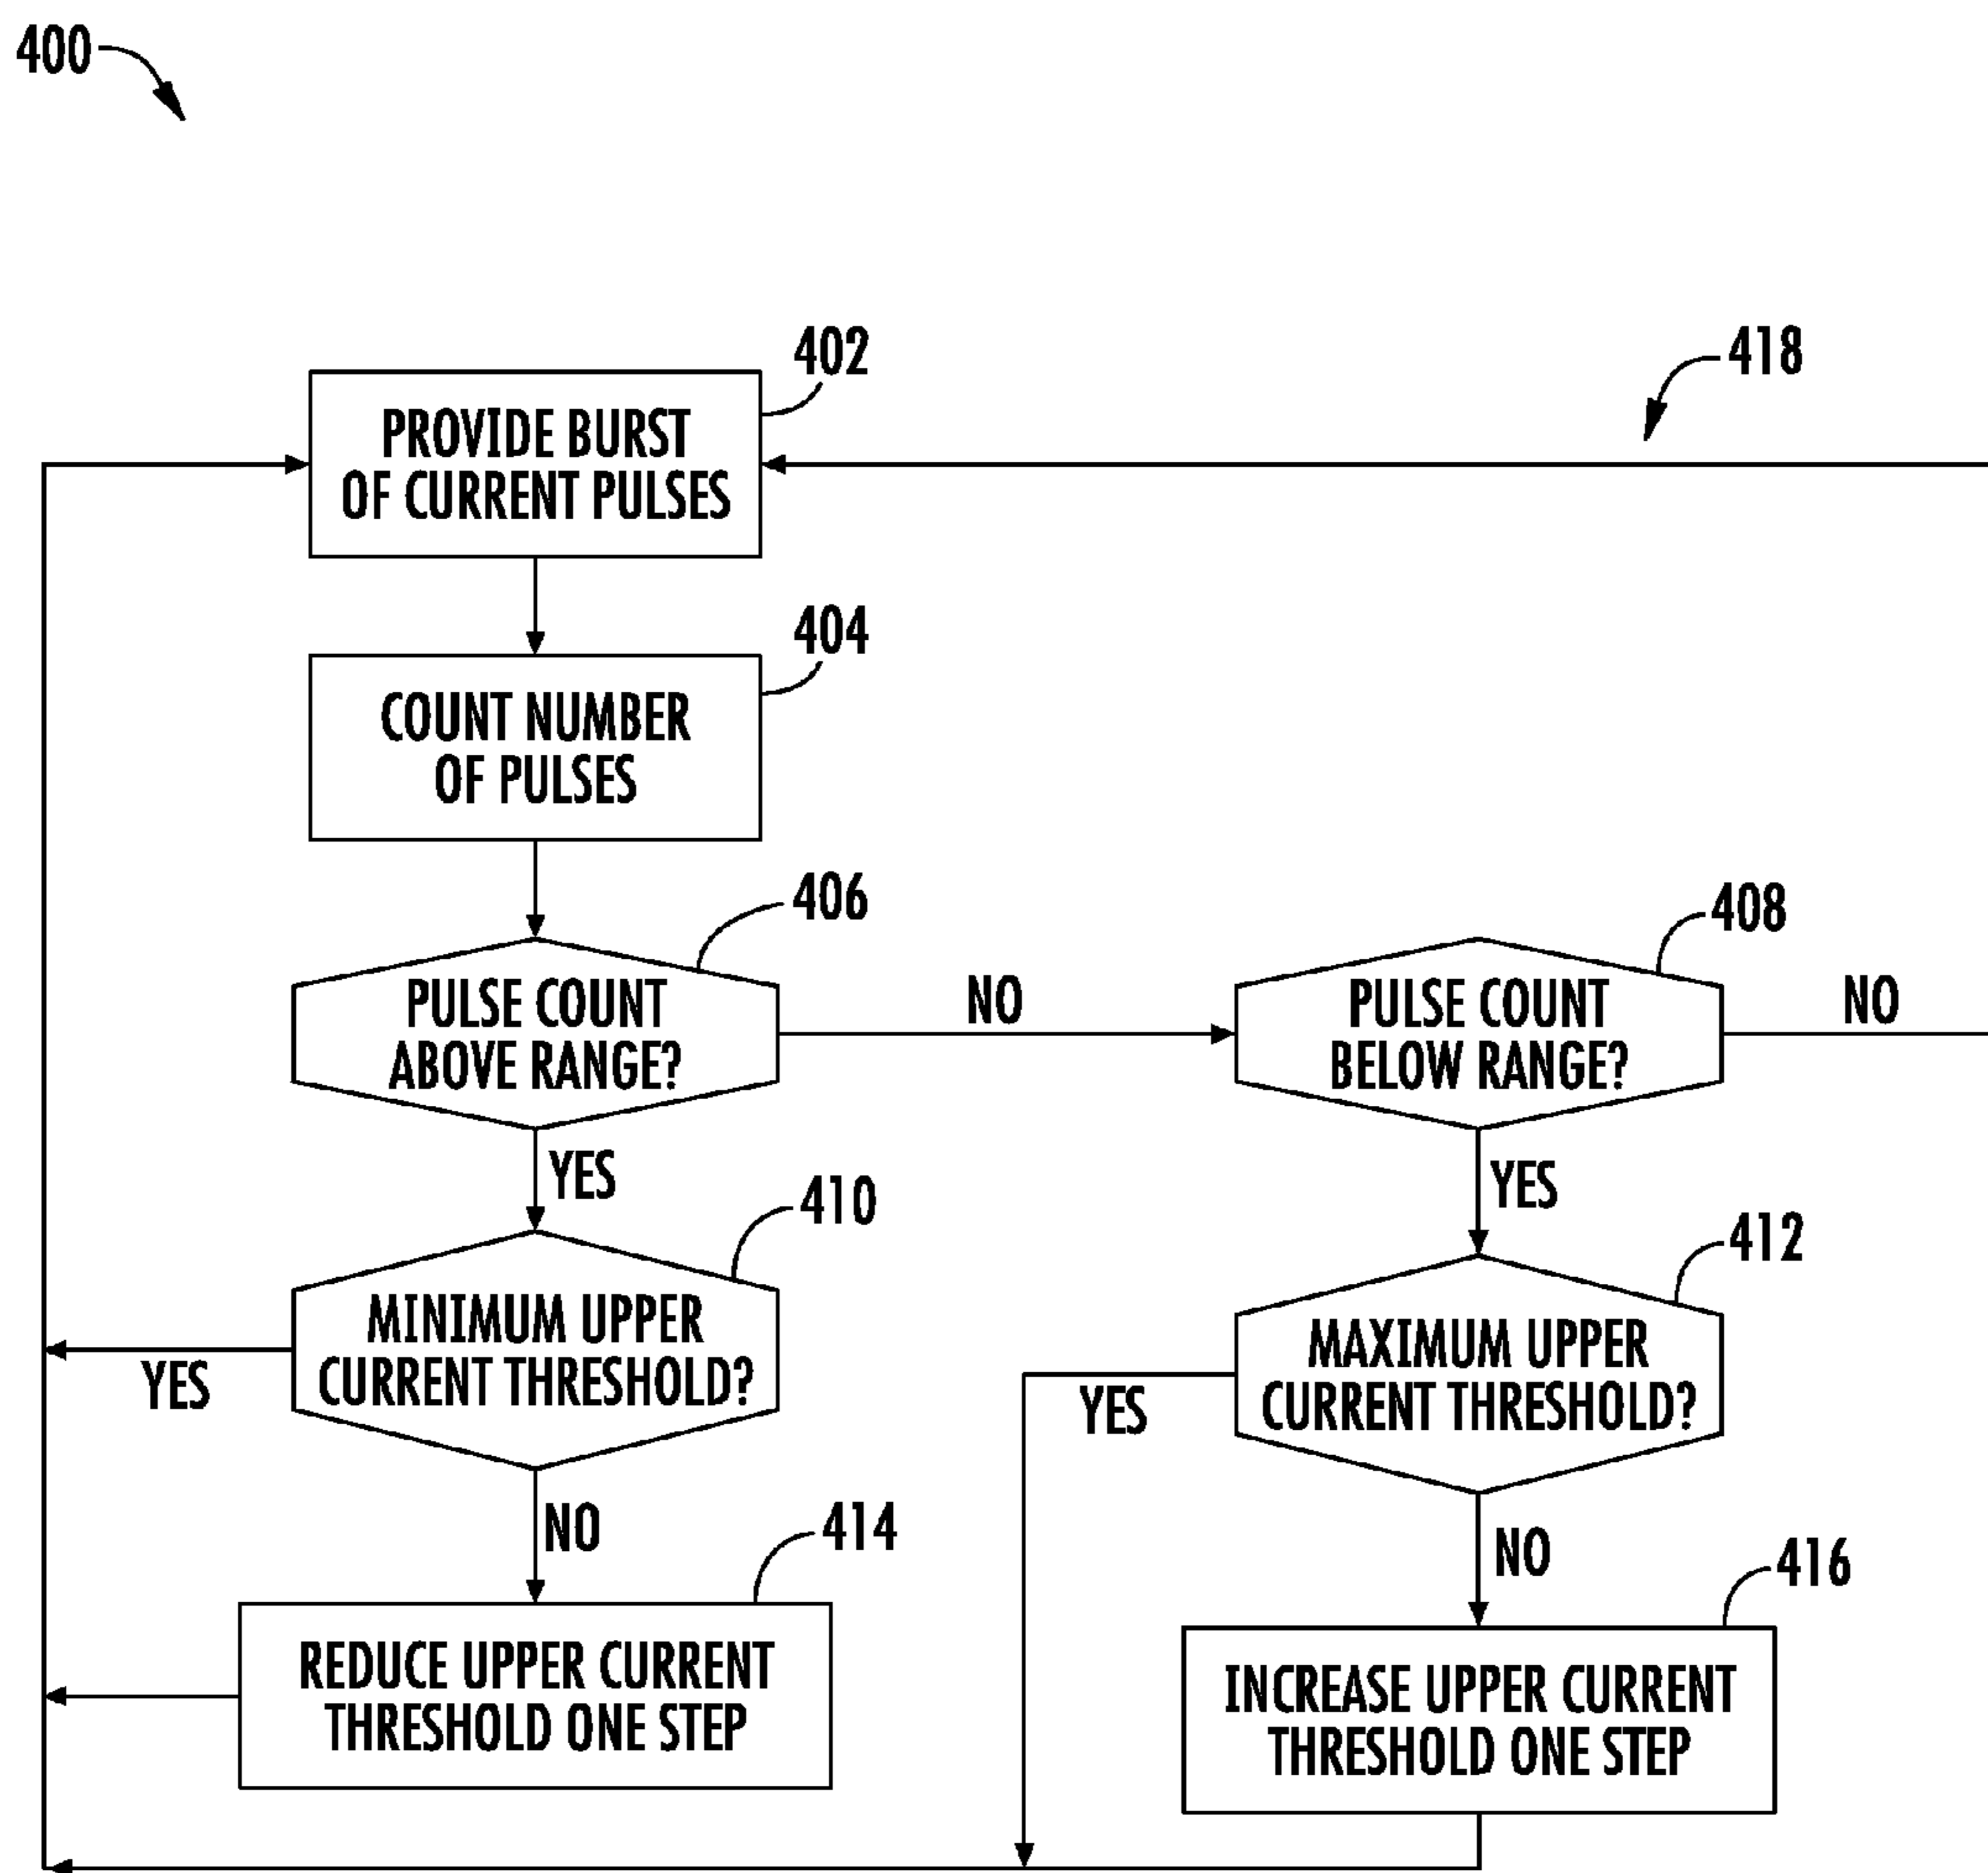 400
402
418
PROVIDE BURST
OF CURRENT PULSES
404
COUNT NUMBER
OF PULSES
406
408
PULSE COUNT
ABOVE RANGE?
NO
PULSE COUNT
BELOW RANGE?
NO
YES
410
YES
412
MINIMUM UPPER
CURRENT THRESHOLD?
YES
MAXIMUM UPPER
CURRENT THRESHOLD?
YES
NO
414
NO
416
REDUCE UPPER CURRENT
THRESHOLD ONE STEP
INCREASE UPPER CURRENT
THRESHOLD ONE STEP